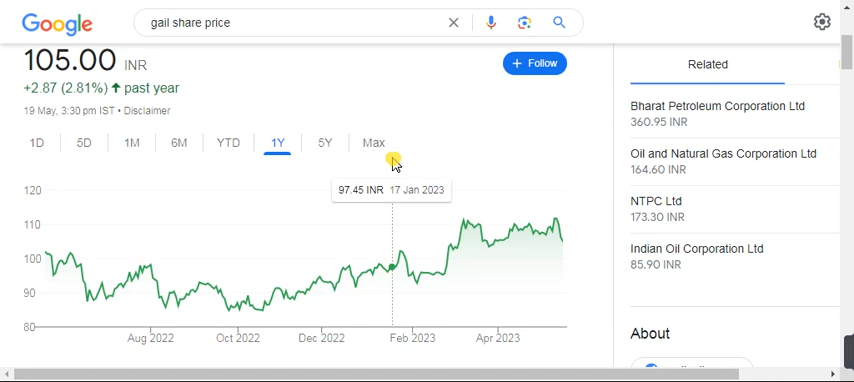 Google
gail share price
105.00 INR
+ Follow
+2.87 (2.81%) ↑ past year
19 May, 3:30 pm IST • Disclaimer
1D 5D 1M 6M YTD 1Y 5Y Max
97.45 INR 17 Jan 2023
120
110
100
90
80
Aug 2022 Oct 2022 Dec 2022 Feb 2023 Apr 2023
Related
Bharat Petroleum Corporation Ltd
360.95 INR
Oil and Natural Gas Corporation Ltd
164.60 INR
NTPC Ltd
173.30 INR
Indian Oil Corporation Ltd
85.90 INR
About